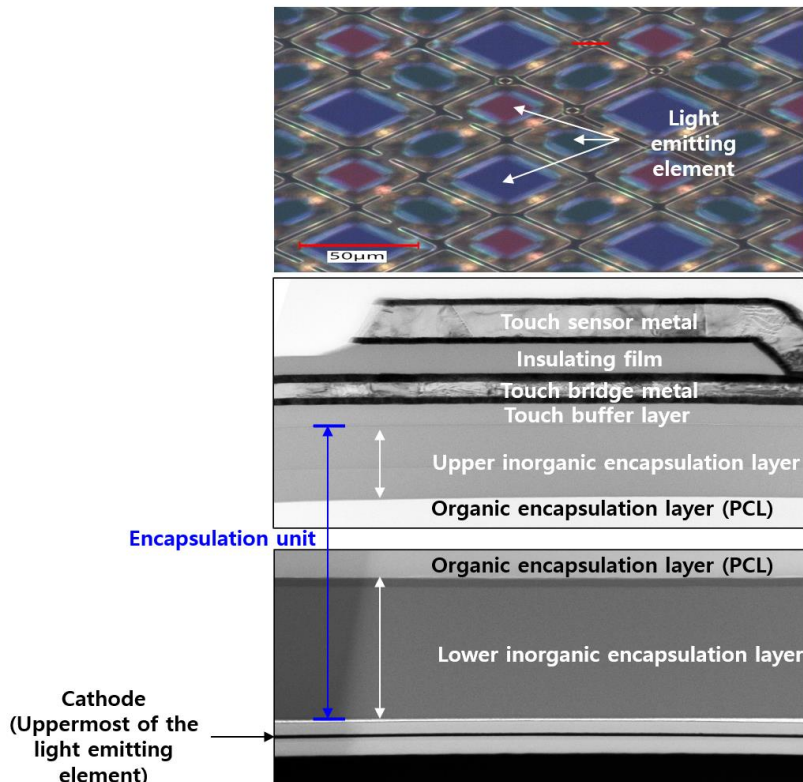 Light
emitting
element
50μm
Touch sensor metal
Insulating film
Touch bridge metal
Touch buffer layer
Upper inorganic encapsulation layer
Organic encapsulation layer (PCL)
Encapsulation unit
Organic encapsulation layer (PCL)
Lower inorganic encapsulation layer
Cathode
(Uppermost of the
light emitting
element)